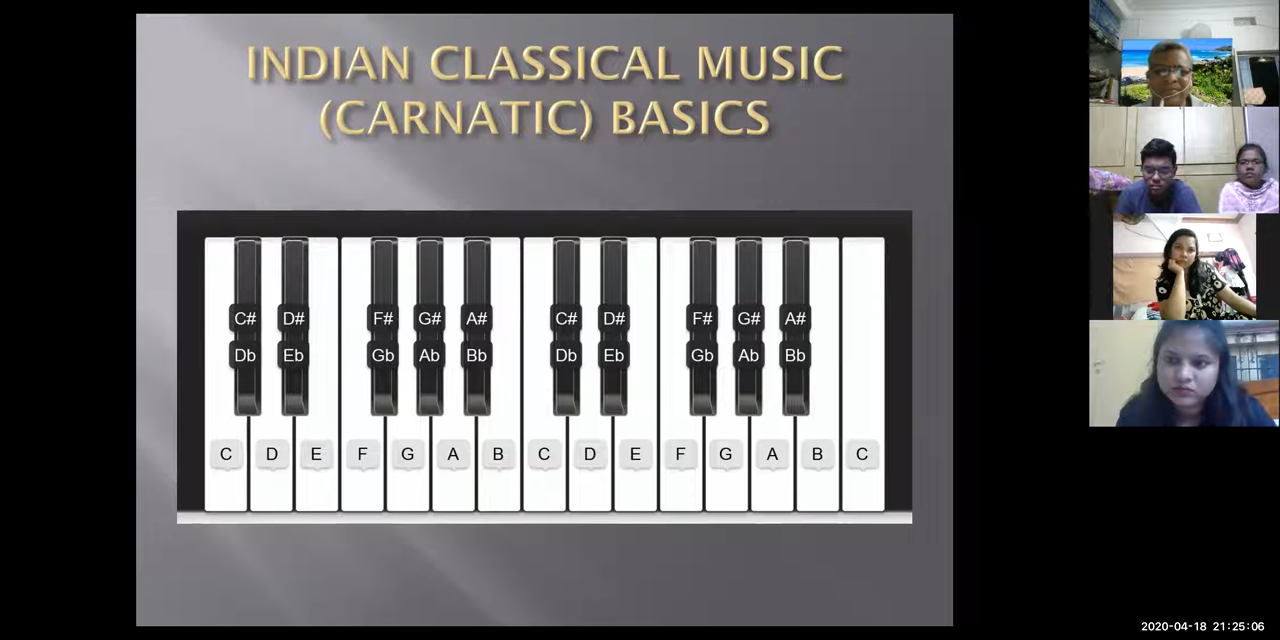 INDIAN CLASSICAL MUSIC
(CARNATIC) BASICS
C# D# F# G# A# C# D# F# G# A#
Db Eb Gb Ab Bb Db Eb Gb Ab Bb
C D E F G A B C D E F G A B C
2020-04-18 21:25:06